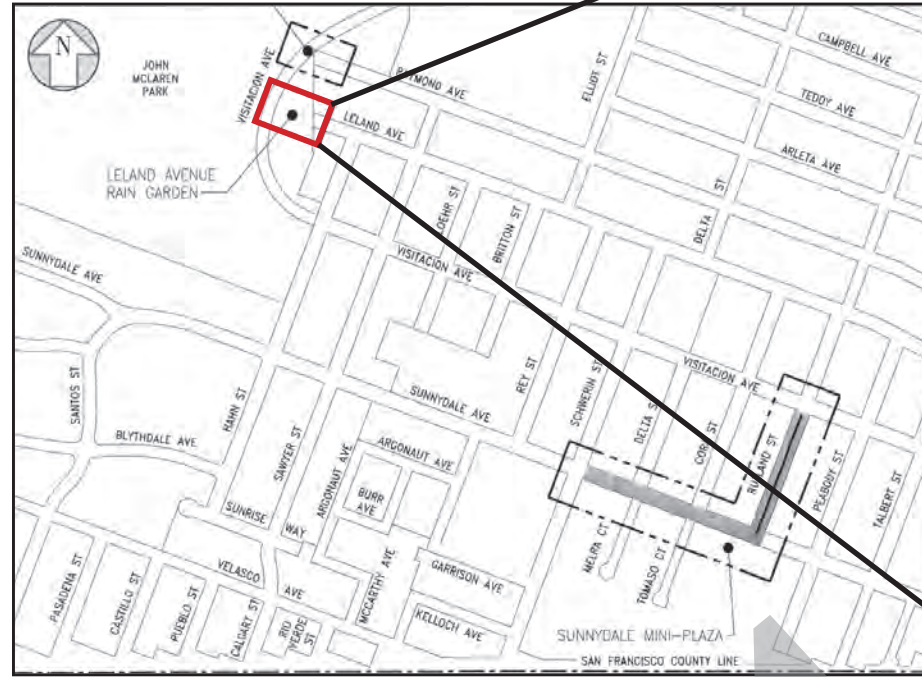 N
JOHN
MCLAREN
PARK
VISITACION AVE
RAYMOND AVE
LELAND AVE
ELLIOT ST
CAMPBELL AVE
TEDDY AVE
ARLETA AVE
LELAND AVENUE
RAIN GARDEN
LOEHR ST
BRITTON ST
DELTA ST
VISITACION AVE
SUNNYDALE AVE
SANTOS ST
HAHN ST
BLYTHDALE AVE
SAWYER ST
SUNNYDALE AVE
REY ST
SCHWERIN ST
VISITACION AVE
DELTA ST
CORA ST
RUTLAND ST
PEABODY ST
TALBERT ST
ARGONAUT AVE
ARGONAUT AVE
BURR
AVE
SUNRISE
WAY
VELASCO
AVE
MCCARTHY AVE
GARRISON AVE
KELLOCH AVE
MELRA CT
TOMASO CT
PASADENA ST
CASTILLO ST
PUEBLO ST
CALGART ST
RIO
VERDE
ST
SUNNYDALE MINI-PLAZA
SAN FRANCISCO COUNTY LINE